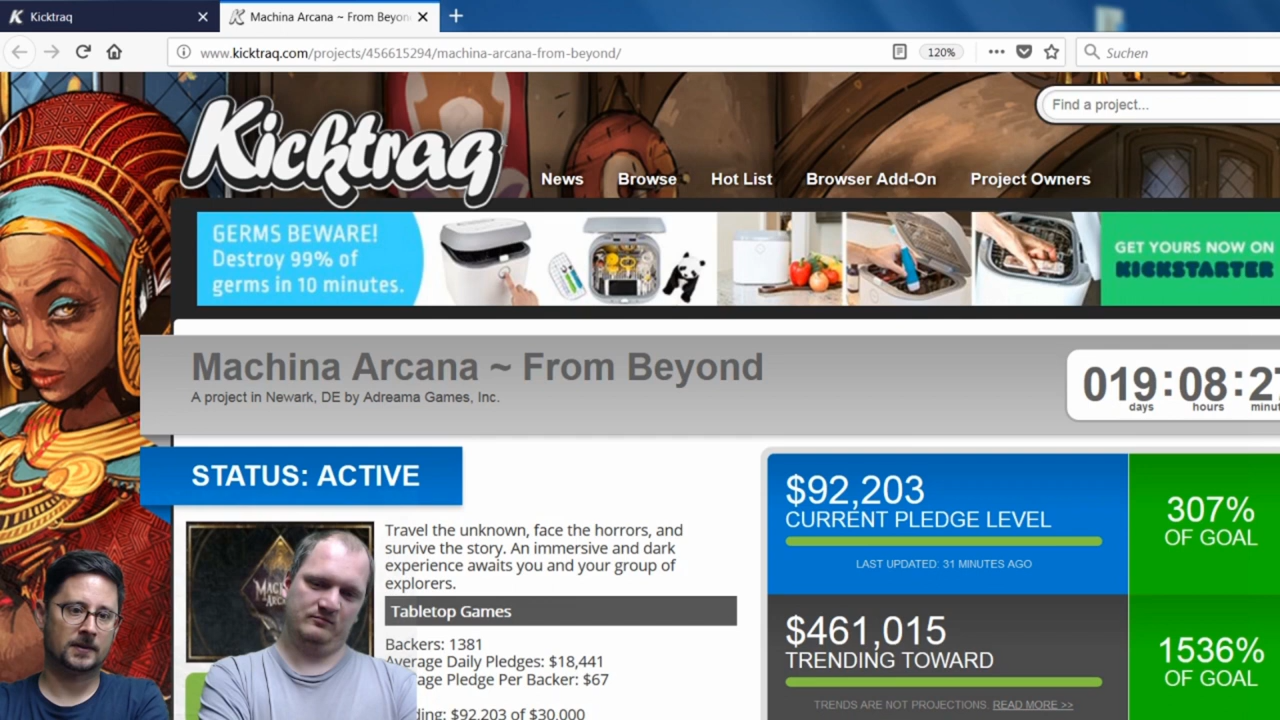 Kicktraq
Machina Arcana ~ From Beyon
www.kicktraq.com/projects/456615294/machina-arcana-from-beyond/
120%
Suchen
Kicktraq
Find a project...
News Browse Hot List Browser Add-On Project Owners
GERMS BEWARE!
Destroy 99% of
germs in 10 minutes.
GET YOURS NOW ON
KICKSTARTER
Machina Arcana ~ From Beyond
A project in Newark, DE by Adreama Games, Inc.
019:08:27
days hours minut
STATUS: ACTIVE
$92,203
CURRENT PLEDGE LEVEL
LAST UPDATED: 31 MINUTES AGO
307%
OF GOAL
Travel the unknown, face the horrors, and
survive the story. An immersive and dark
experience awaits you and your group of
explorers.
Tabletop Games
Backers: 1381
Average Daily Pledges: $18,441
age Pledge Per Backer: $67
ding: $92,203 of $30,000
$461,015
TRENDING TOWARD
TRENDS ARE NOT PROJECTIONS. READ MORE >>
1536%
OF GOAL